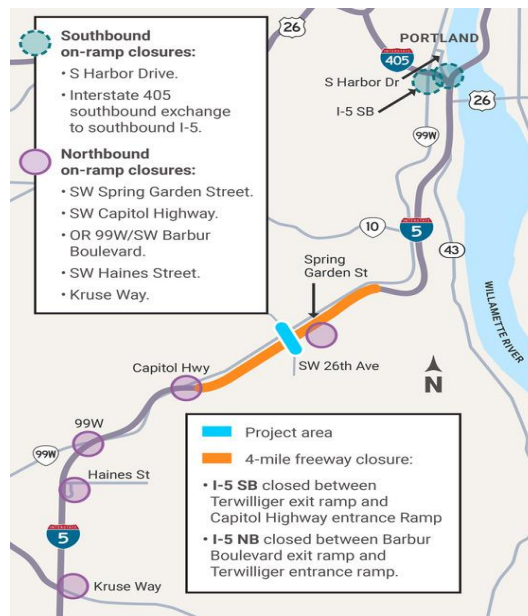 Southbound
on-ramp closures:
• S Harbor Drive.
• Interstate 405
southbound exchange
to southbound I-5.
Northbound
on-ramp closures:
• SW Spring Garden Street.
• SW Capitol Highway.
• OR 99W/SW Barbur
Boulevard.
• SW Haines Street.
• Kruse Way.
26
PORTLAND
INTERSTATE
405
S Harbor Dr
I-5 SB
26
99W
10
INTERSTATE
5
43
Spring
Garden St
WILLAMETTE RIVER
SW 26th Ave
N
Capitol Hwy
99W
99W
Haines St
INTERSTATE
5
Kruse Way
Project area
4-mile freeway closure:
• I-5 SB closed between
Terwilliger exit ramp and
Capitol Highway entrance Ramp
• I-5 NB closed between Barbur
Boulevard exit ramp and
Terwilliger entrance ramp.